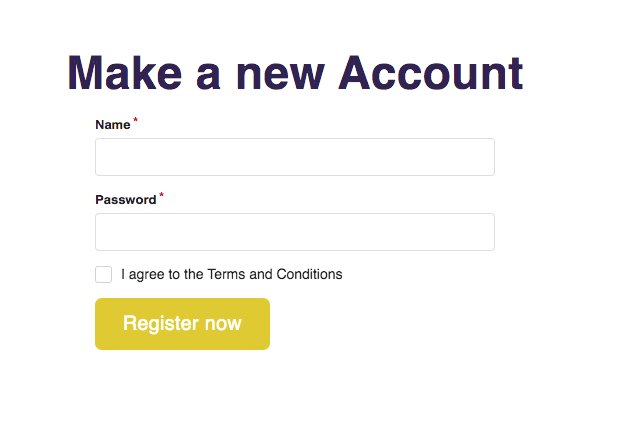 Make a new Account
Name *
Password *
I agree to the Terms and Conditions
Register now